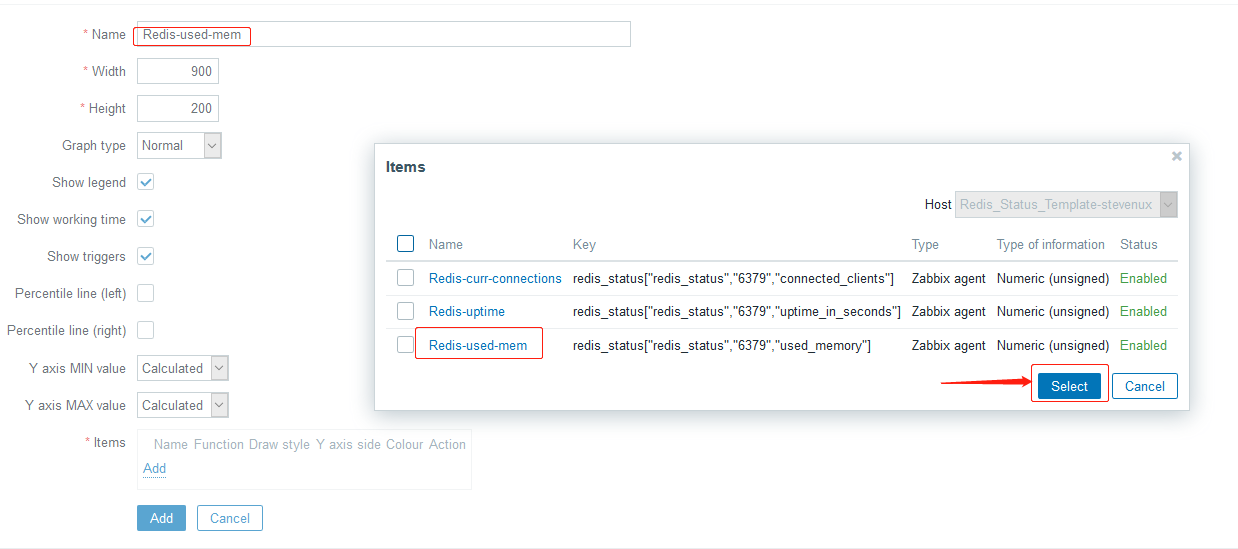 * Name Redis-used-mem
* Width 900
* Height 200
Graph type Normal
Show legend
Show working time
Show triggers
Percentile line (left)
Percentile line (right)
Y axis MIN value Calculated
Y axis MAX value Calculated
* Items Name Function Draw style Y axis side Colour Action
Add
Add Cancel
Items
Host Redis_Status_Template-stevenux
Name Key Type Type of information Status
Redis-curr-connections redis_status["redis_status","6379","connected_clients"] Zabbix agent Numeric (unsigned) Enabled
Redis-uptime redis_status["redis_status","6379","uptime_in_seconds"] Zabbix agent Numeric (unsigned) Enabled
Redis-used-mem redis_status["redis_status","6379","used_memory"] Zabbix agent Numeric (unsigned) Enabled
Select Cancel